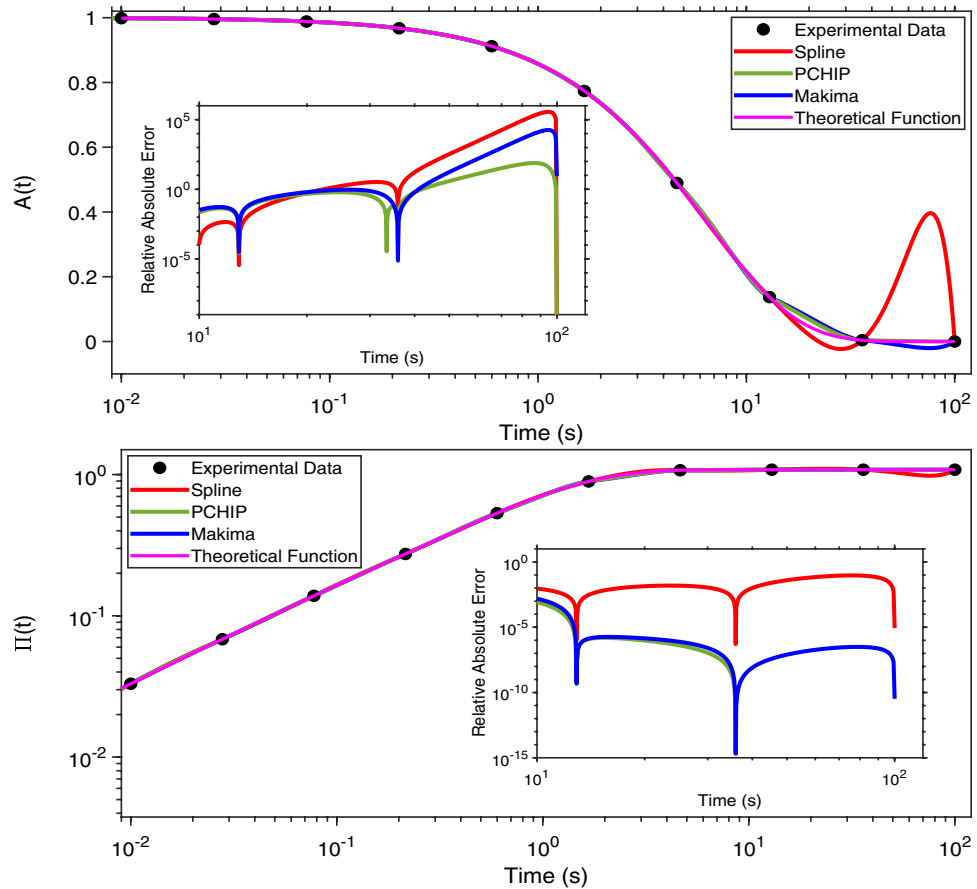 1
0.8
0.6
0.4
0.2
0
A(t)
Experimental Data
Spline
PCHIP
Makima
Theoretical Function
10^5
10^0
10^-5
Relative Absolute Error
10^1
10^2
Time (s)
10^-2
10^-1
10^0
10^1
10^2
Time (s)
10^0
10^-1
10^-2
Π(t)
Experimental Data
Spline
PCHIP
Makima
Theoretical Function
10^0
10^-5
10^-10
10^-15
Relative Absolute Error
10^1
10^2
Time (s)
10^-2
10^-1
10^0
10^1
10^2
Time (s)